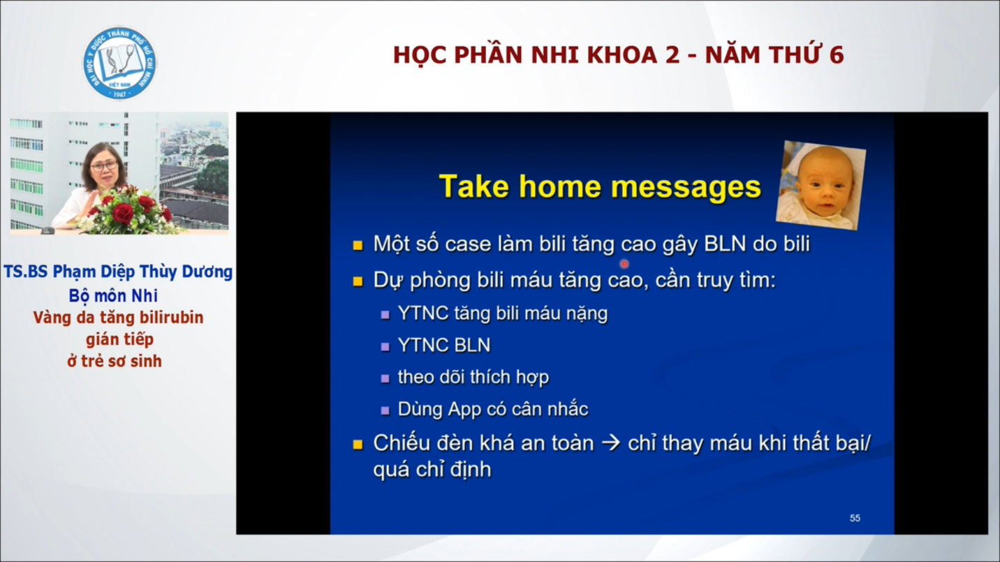 ĐẠI HỌC Y DƯỢC THÀNH PHỐ HỒ CHÍ MINH
VIỆT NAM
1947
HỌC PHẦN NHI KHOA 2 - NĂM THỨ 6
TS.BS Phạm Diệp Thùy Dương
Bộ môn Nhi
Vàng da tăng bilirubin
gián tiếp
ở trẻ sơ sinh
Take home messages
Một số case làm bili tăng cao gây BLN do bili
Dự phòng bili máu tăng cao, cần truy tìm:
YTNC tăng bili máu nặng
YTNC BLN
theo dõi thích hợp
Dùng App có cân nhắc
Chiếu đèn khá an toàn → chỉ thay máu khi thất bại/
quá chỉ định
55